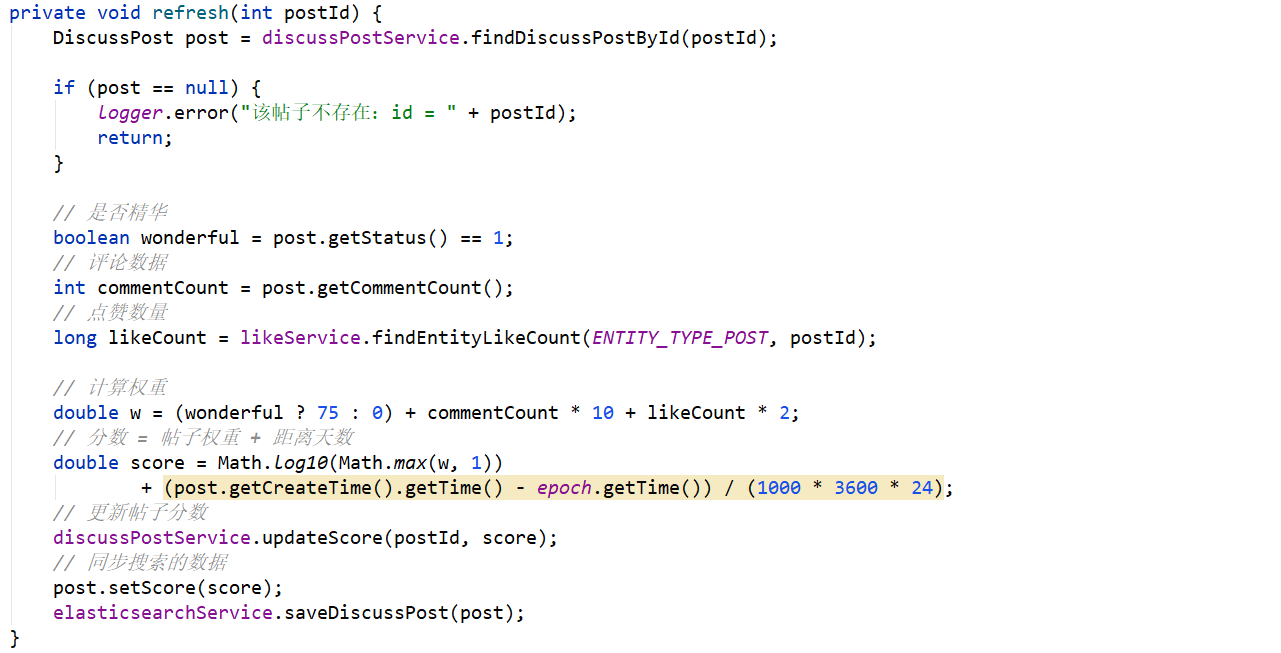 private void refresh(int postId) {
    DiscussPost post = discussPostService.findDiscussPostById(postId);

    if (post == null) {
        logger.error("该帖子不存在：id = " + postId);
        return;
    }

    // 是否精华
    boolean wonderful = post.getStatus() == 1;
    // 评论数据
    int commentCount = post.getCommentCount();
    // 点赞数量
    long likeCount = likeService.findEntityLikeCount(ENTITY_TYPE_POST, postId);

    // 计算权重
    double w = (wonderful ? 75 : 0) + commentCount * 10 + likeCount * 2;
    // 分数 = 帖子权重 + 距离天数
    double score = Math.log10(Math.max(w, 1))
            + (post.getCreateTime().getTime() - epoch.getTime()) / (1000 * 3600 * 24);
    // 更新帖子分数
    discussPostService.updateScore(postId, score);
    // 同步搜索的数据
    post.setScore(score);
    elasticsearchService.saveDiscussPost(post);
}